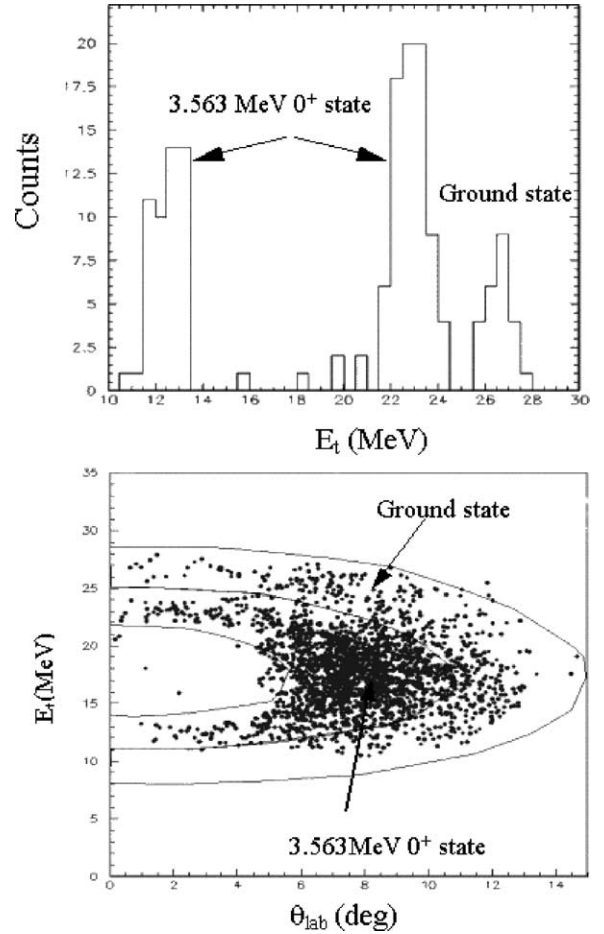 20
17.5
15
12.5
10
7.5
5
2.5
0
Counts
3.563 MeV 0⁺ state
Ground state
10 12 14 16 18 20 22 24 26 28 30
Eₜ (MeV)
35
30
25
20
15
10
5
0
Eₜ(MeV)
Ground state
3.563MeV 0⁺ state
0 2 4 6 8 10 12 14
θₗₐb (deg)